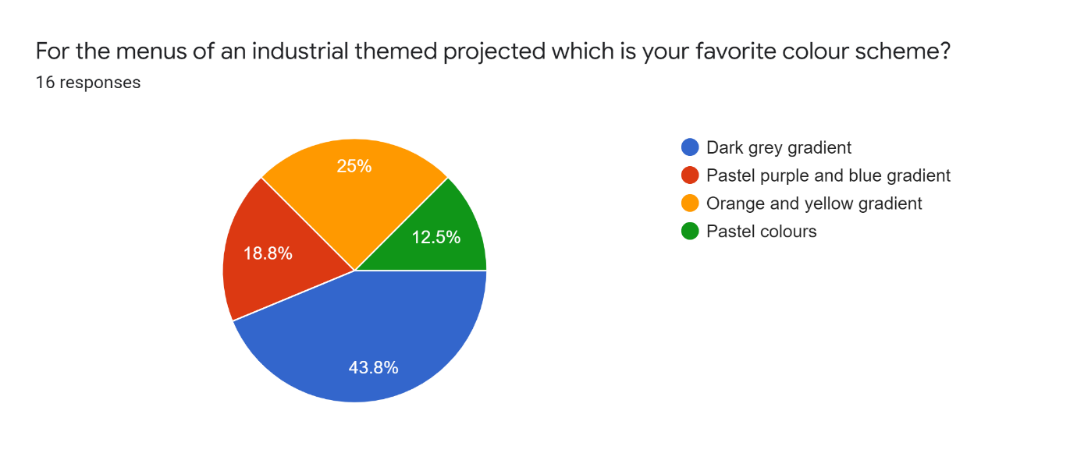 For the menus of an industrial themed projected which is your favorite colour scheme?
16 responses
25%
12.5%
18.8%
43.8%
Dark grey gradient
Pastel purple and blue gradient
Orange and yellow gradient
Pastel colours